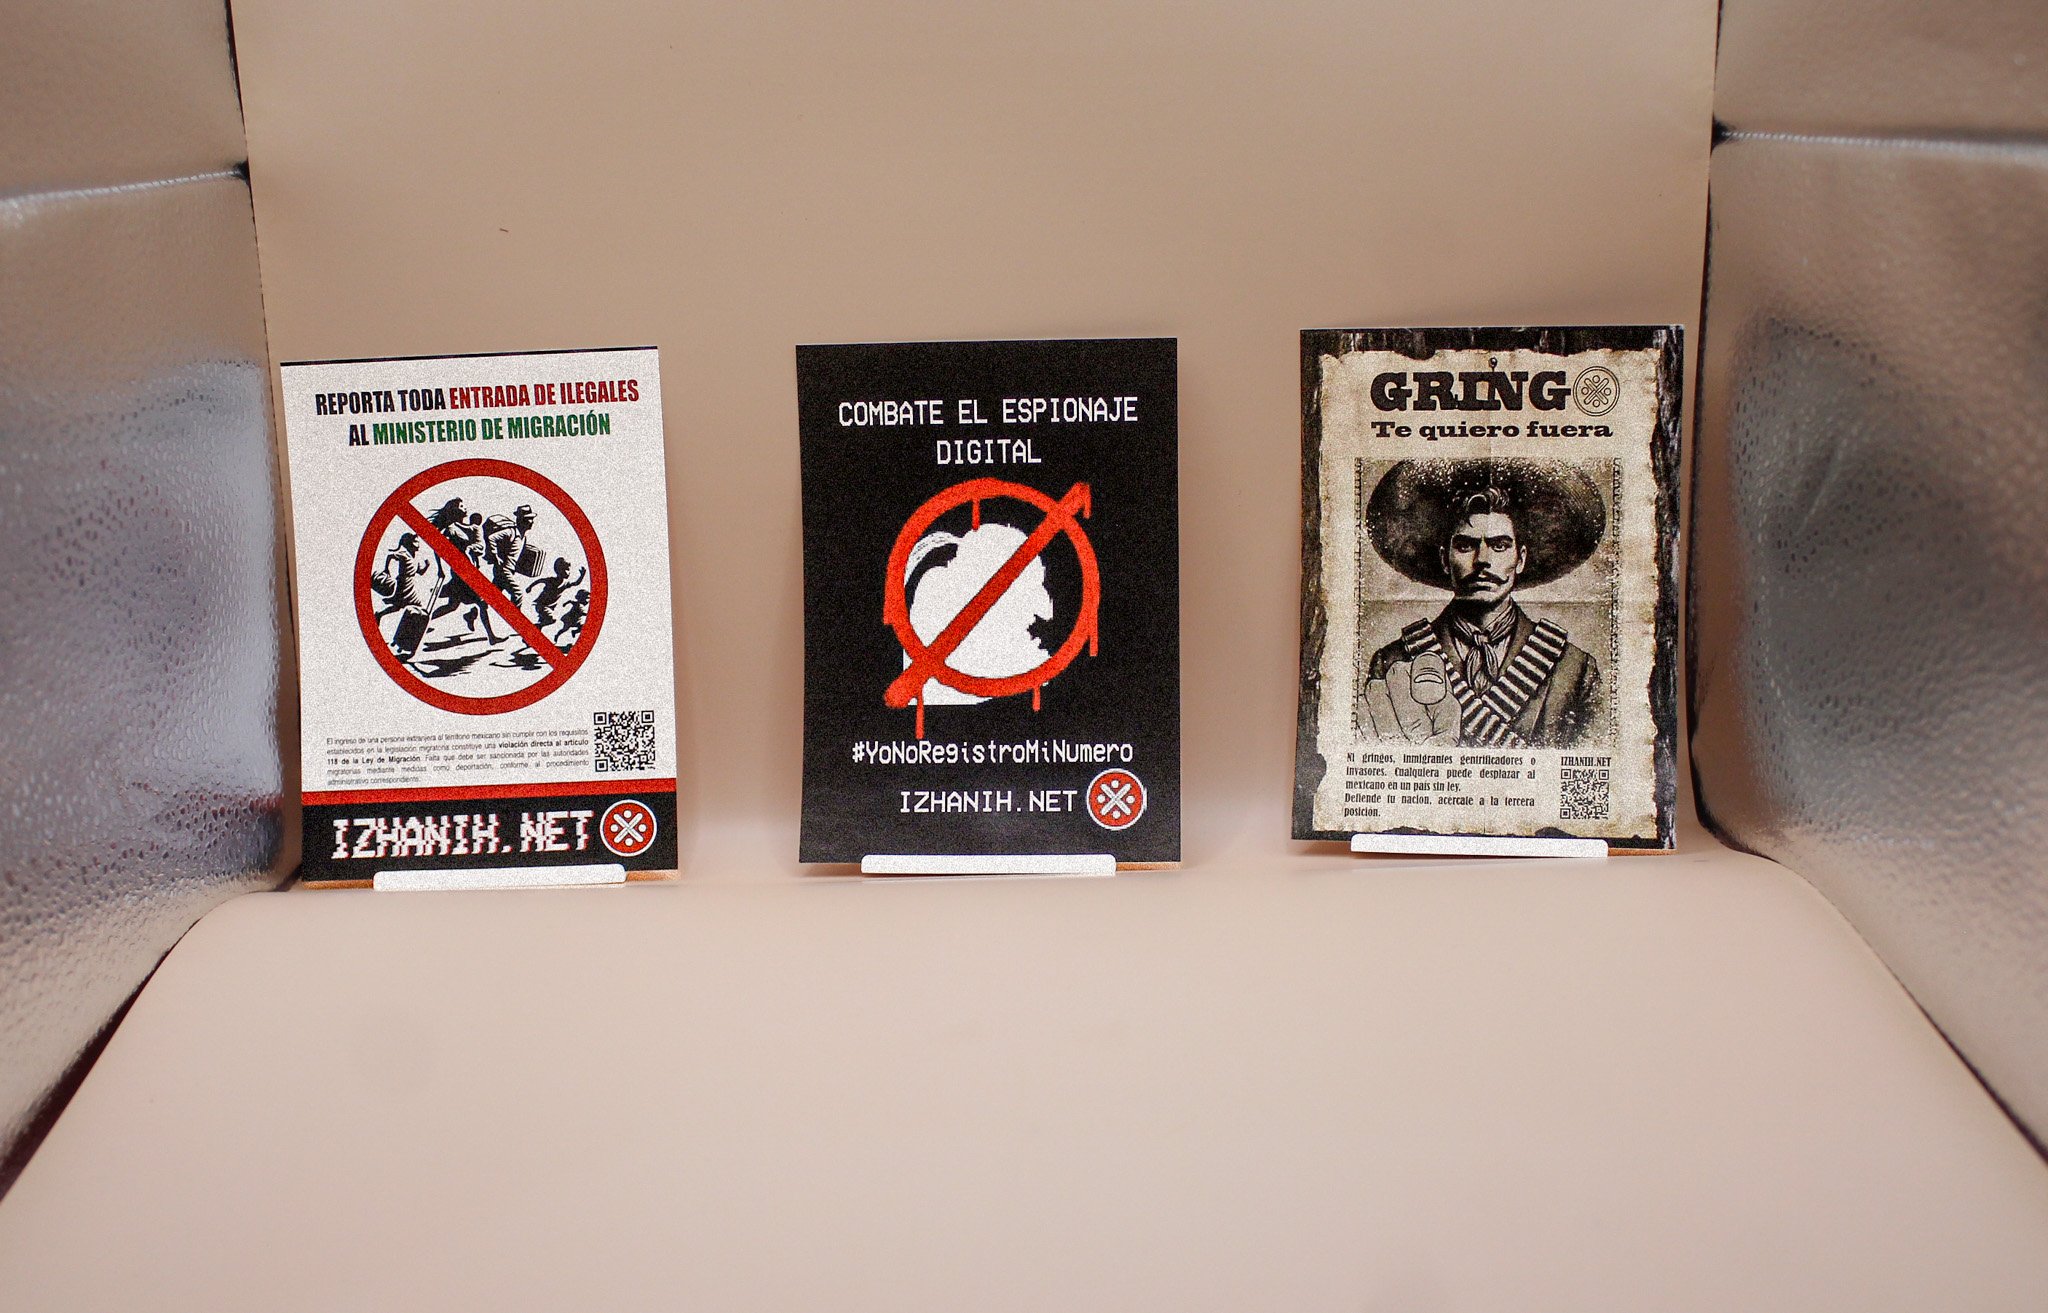 REPORTA TODA ENTRADA DE ILEGALES
AL MINISTERIO DE MIGRACIÓN
El ingreso de una persona extranjera al territorio mexicano sin cumplir con los requisitos
establecidos en la legislación migratoria constituye una violación directa al artículo
118 de la Ley de Migración. Falta que debe ser sancionada por las autoridades
migratorias mediante medidas como deportación, conforme al procedimiento
administrativo correspondiente.
IZHANIH.NET
COMBATE EL ESPIONAJE
DIGITAL
#YoNoRegistroMiNumero
IZHANIH.NET
GRINGO
Te quiero fuera
Ni gringos, inmigrantes gentrificadores o
invasores. Cualquiera puede desplazar al
mexicano en un país sin ley.
Defiende tu nacion, acércate a la tercera
posición.
IZHANIH.NET